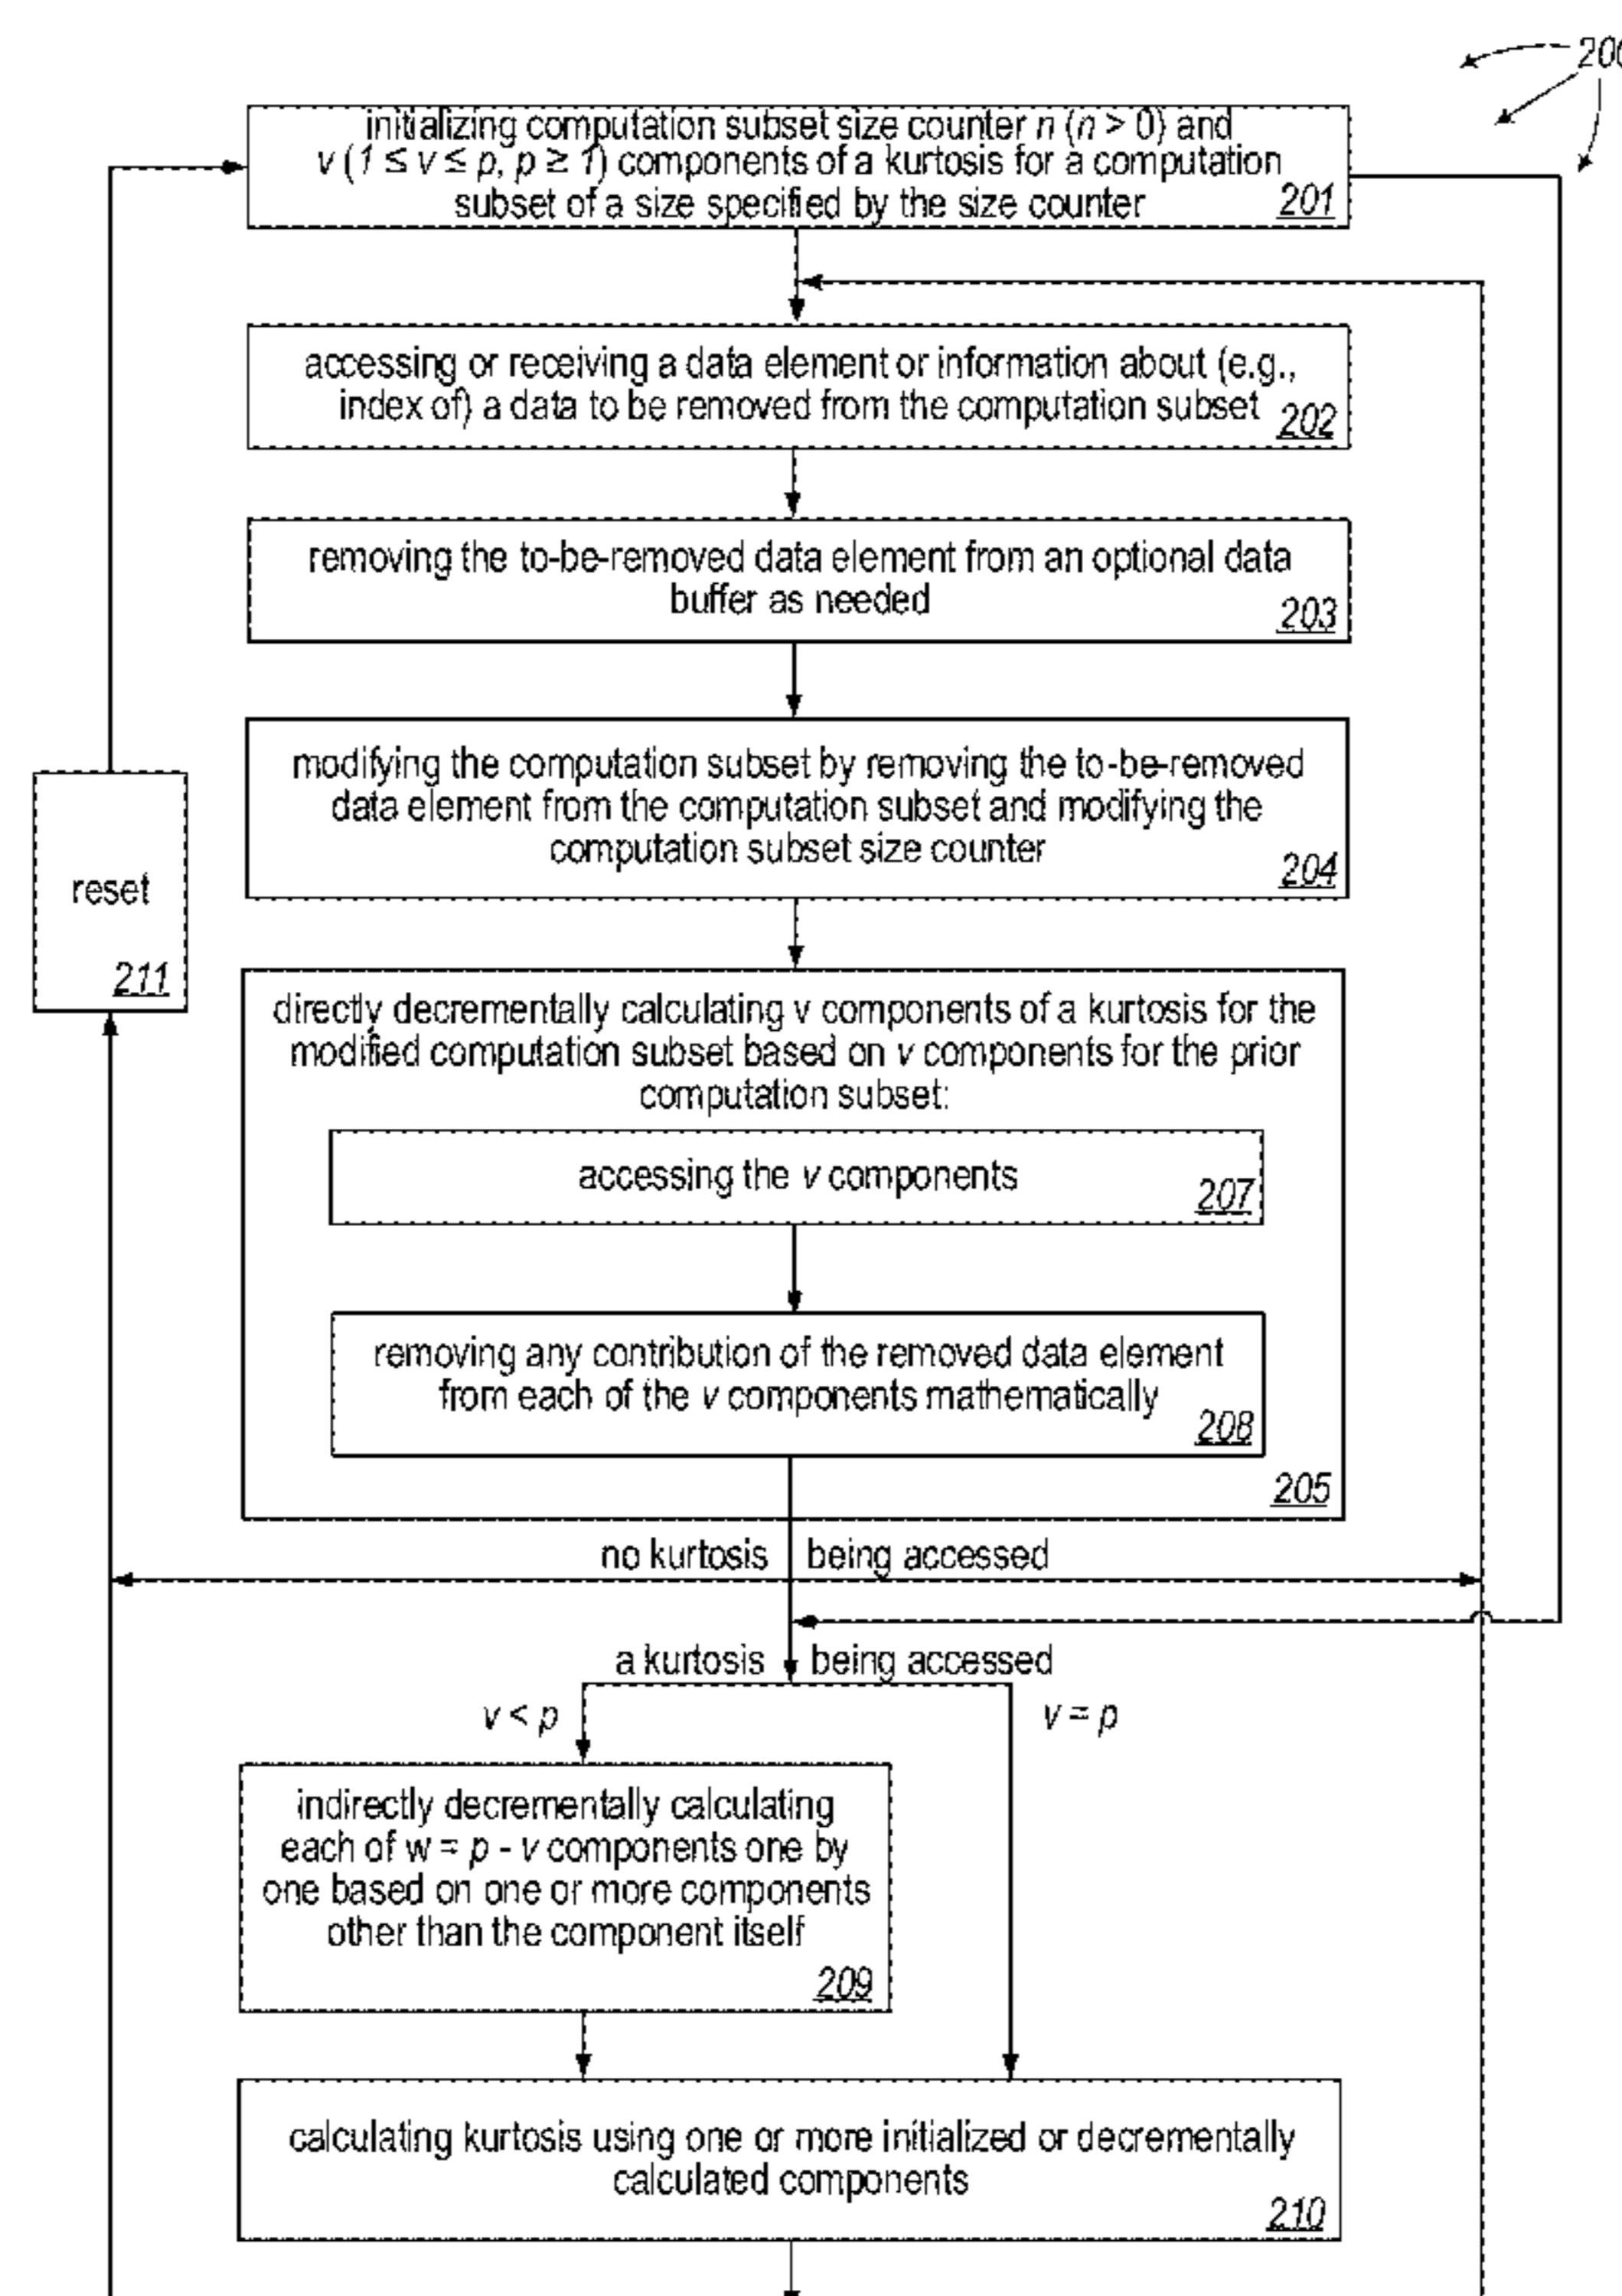 200
initializing computation subset size counter n (n > 0) and
v (1 ≤ v ≤ p, p ≥ 1) components of a kurtosis for a computation
subset of a size specified by the size counter 201
accessing or receiving a data element or information about (e.g.,
index of) a data to be removed from the computation subset 202
removing the to-be-removed data element from an optional data
buffer as needed 203
modifying the computation subset by removing the to-be-removed
data element from the computation subset and modifying the
computation subset size counter 204
reset
211
directly decrementally calculating v components of a kurtosis for the
modified computation subset based on v components for the prior
computation subset:
accessing the v components 207
removing any contribution of the removed data element
from each of the v components mathematically
208
205
no kurtosis being accessed
a kurtosis being accessed
v < p v = p
indirectly decrementally calculating
each of w = p - v components one by
one based on one or more components
other than the component itself
209
calculating kurtosis using one or more initialized or decrementally
calculated components
210